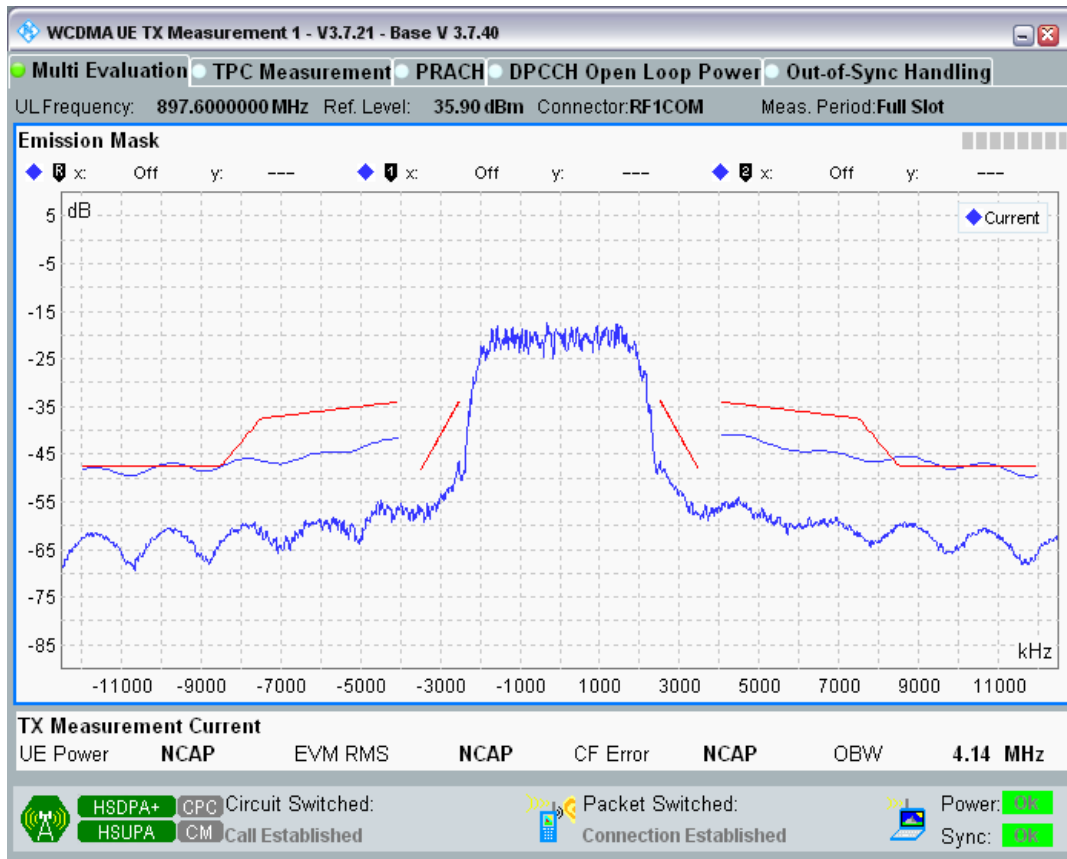 WCDMA UE TX Measurement 1 - V3.7.21 - Base V 3.7.40
Multi Evaluation TPC Measurement PRACH DPCCH Open Loop Power Out-of-Sync Handling
UL Frequency: 897.6000000 MHz Ref. Level: 35.90 dBm Connector:RF1COM Meas. Period:Full Slot
Emission Mask
R x: Off y: --- 1 x: Off y: --- 2 x: Off y: ---
dB
Current
5
-5
-15
-25
-35
-45
-55
-65
-75
-85
kHz
-11000 -9000 -7000 -5000 -3000 -1000 1000 3000 5000 7000 9000 11000
TX Measurement Current
UE Power NCAP EVM RMS NCAP CF Error NCAP OBW 4.14 MHz
HSDPA+ CPC Circuit Switched: Packet Switched: Power: Ok
HSUPA CM Call Established Connection Established Sync: Ok